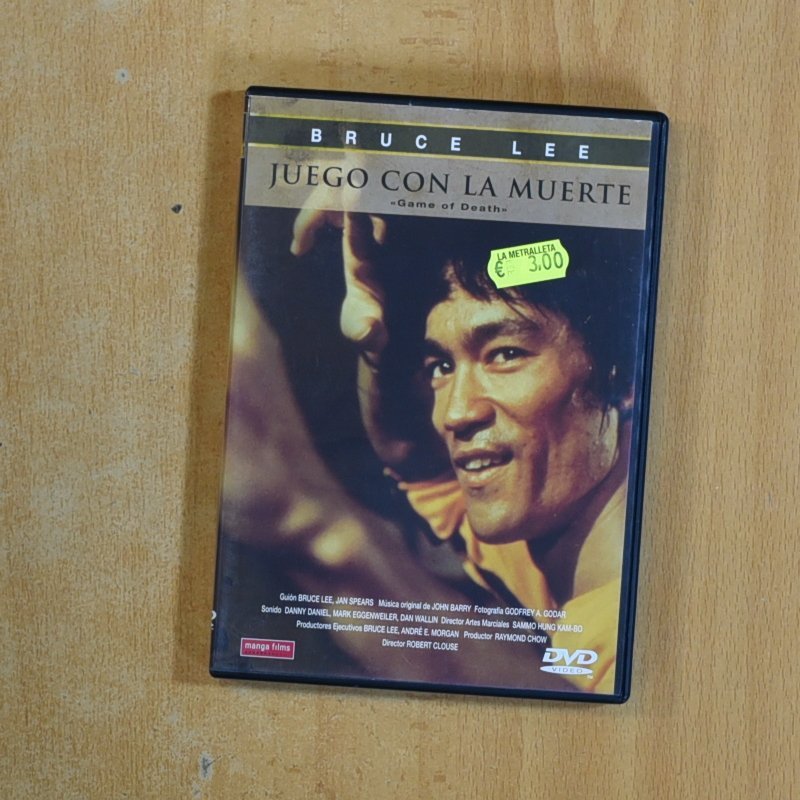 BRUCE LEE
JUEGO CON LA MUERTE
«Game of Death»
LA METRALLETA
€ 3,00
Guión BRUCE LEE, JAN SPEARS Música original de JOHN BARRY Fotografía GODFREY A. GODAR
Sonido DANNY DANIEL, MARK EGGENWEILER, DAN WALLIN Director Artes Marciales SAMMO HUNG KAM-BO
Productores Ejecutivos BRUCE LEE, ANDRÉ E. MORGAN Productor RAYMOND CHOW
Director ROBERT CLOUSE
manga films
DVD
VIDEO